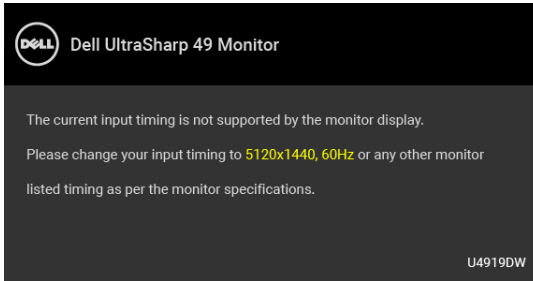 DELL Dell UltraSharp 49 Monitor
The current input timing is not supported by the monitor display.
Please change your input timing to 5120x1440, 60Hz or any other monitor
listed timing as per the monitor specifications.
U4919DW